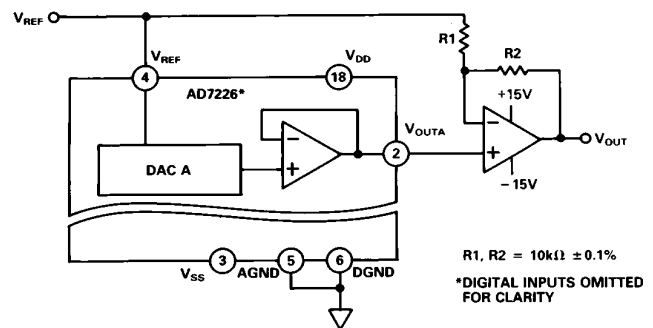 VREF
R1
R2
VREF
4
VDD
18
AD7226*
+15V
VOUTA
−
−
+
2
+
VOUT
DAC A
−15V
VSS
3
AGND
5
6
DGND
R1, R2 = 10kΩ ±0.1%
*DIGITAL INPUTS OMITTED
FOR CLARITY